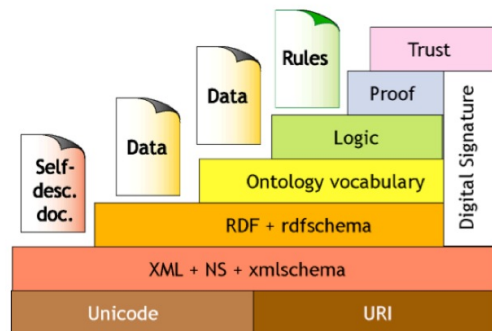 Trust
Rules
Proof
Data
Logic
Data
Digital Signature
Self-
desc.
doc.
Ontology vocabulary
RDF + rdfschema
XML + NS + xmlschema
Unicode
URI